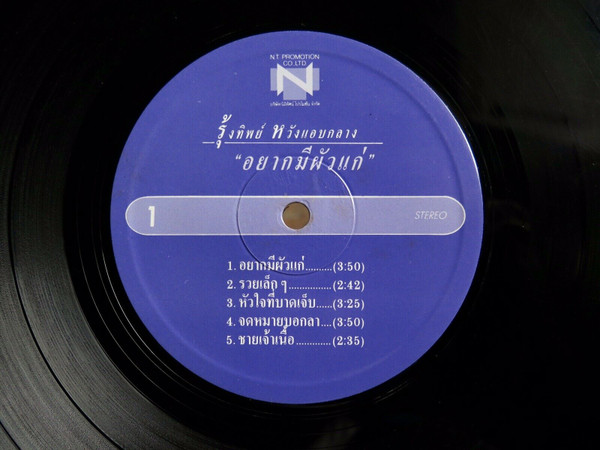 N.T. PROMOTION
CO.,LTD
N
รุ้งทิพย์ หวังแอบกลาง
“อยากมีผัวแก่”
1 STEREO
1. อยากมีผัวแก่.........(3:50)
2. รวยเล็ก ๆ ...............(2:42)
3. หัวใจที่บาดเจ็บ......(3:25)
4. จดหมายบอกลา....(3:50)
5. ชายเจ้าเนื้อ............(2:35)